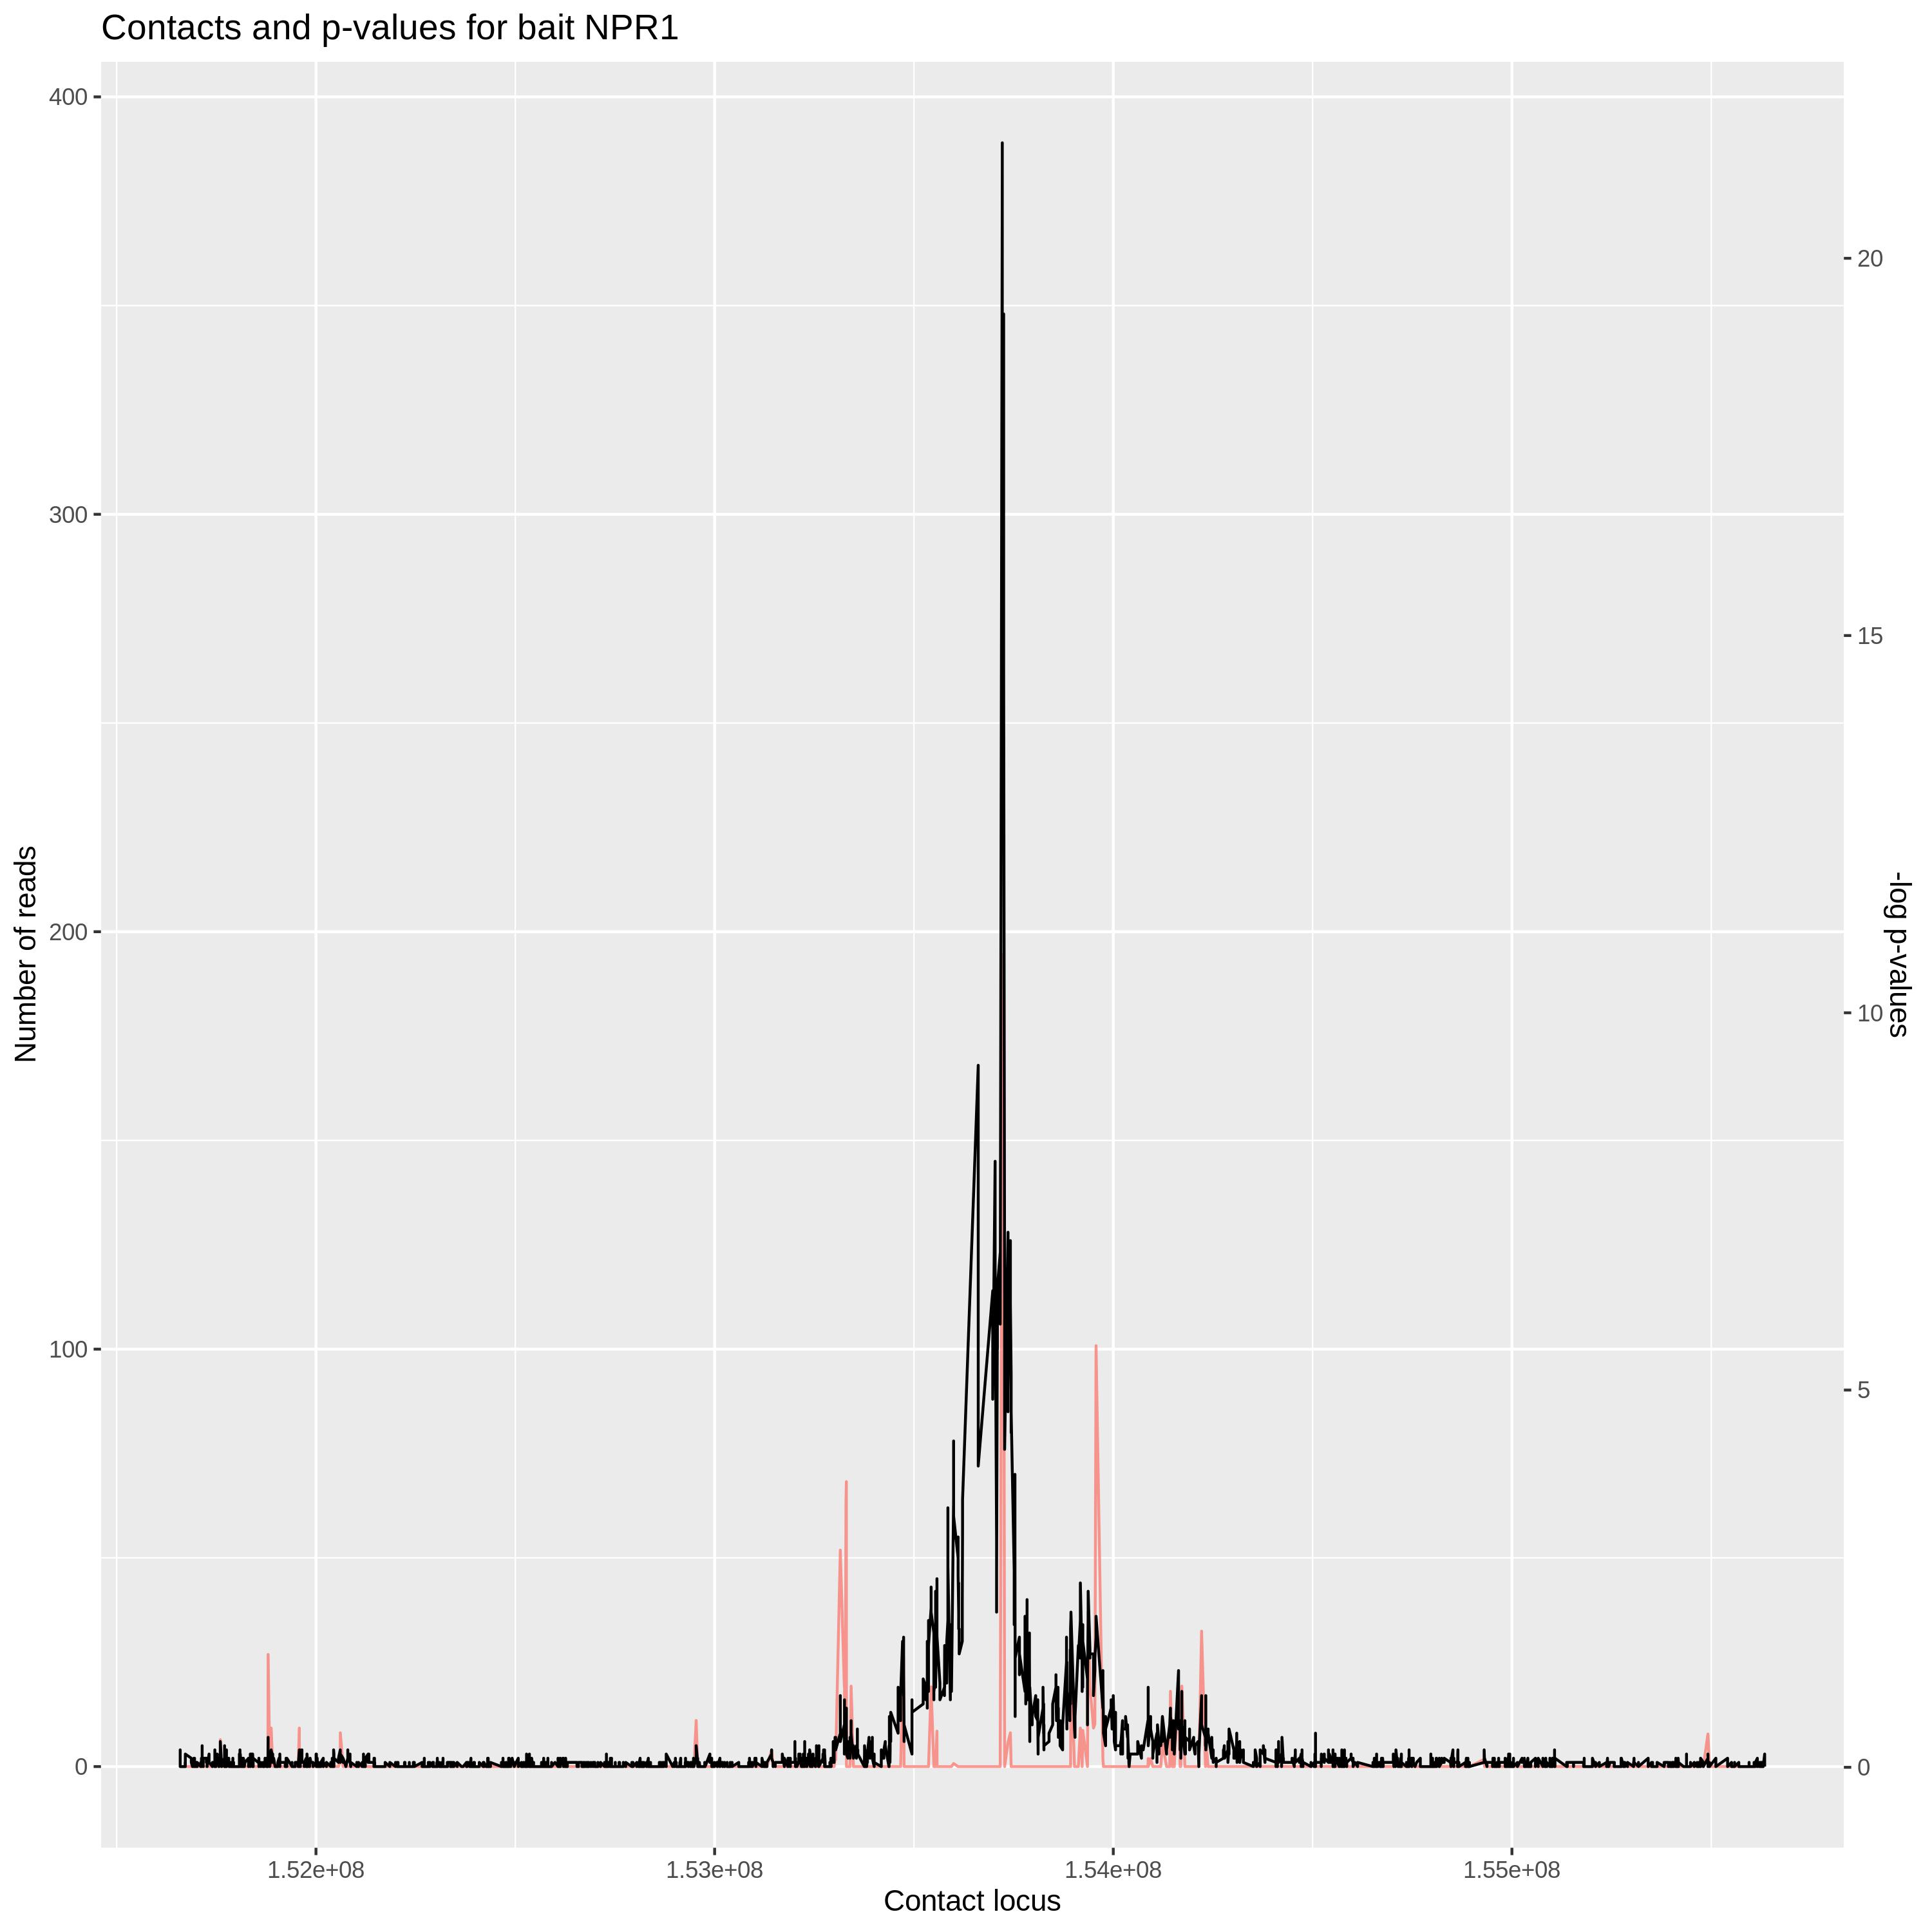 Contacts and p-values for bait NPR1
400
300
200
100
0
Number of reads
20
15
10
5
0
-log p-values
1.52e+08
1.53e+08
1.54e+08
1.55e+08
Contact locus